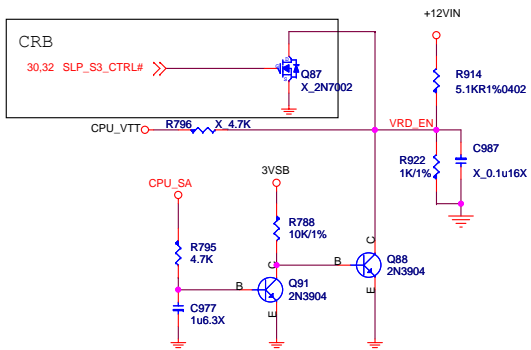 CRB
30,32 SLP_S3_CTRL#
Q87
X_2N7002
+12VIN
R914
5.1KR1%0402
CPU_VTT
R796 X_4.7K
VRD_EN
R922
1K/1%
C987
X_0.1u16X
CPU_SA
3VSB
R795
4.7K
R788
10K/1%
C
B
Q91
2N3904
E
C
B
Q88
2N3904
E
C977
1u6.3X